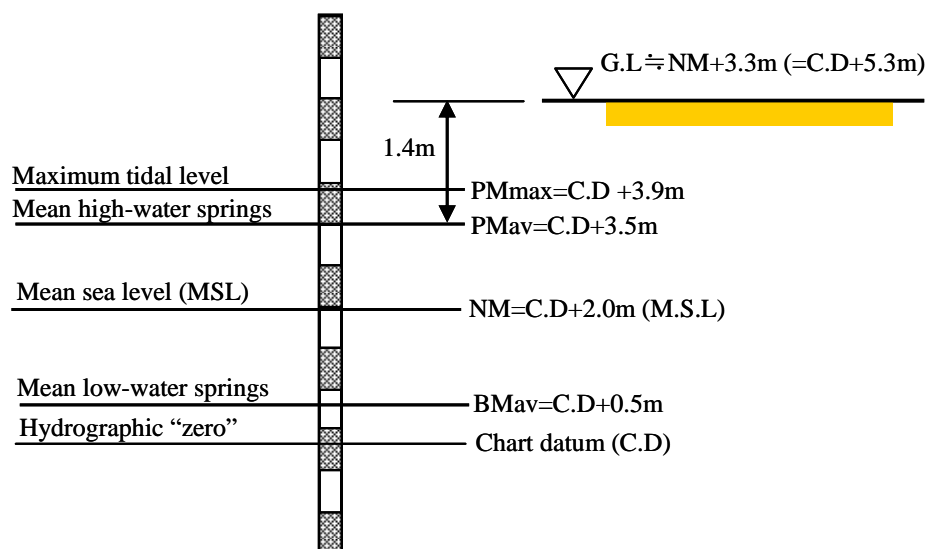 G.L≒NM+3.3m (=C.D+5.3m)
1.4m
Maximum tidal level
PMmax=C.D +3.9m
Mean high-water springs
PMav=C.D+3.5m
Mean sea level (MSL)
NM=C.D+2.0m (M.S.L)
Mean low-water springs
BMav=C.D+0.5m
Hydrographic “zero”
Chart datum (C.D)